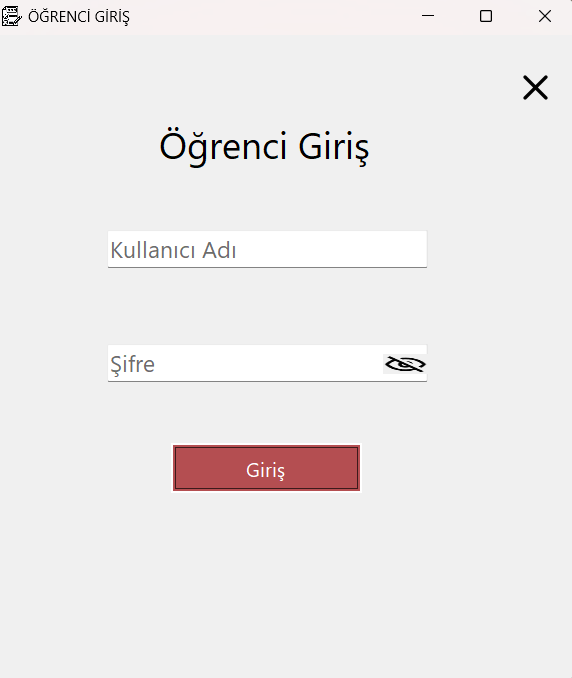 ÖĞRENCİ GİRİŞ
Öğrenci Giriş
Kullanıcı Adı
Şifre
Giriş